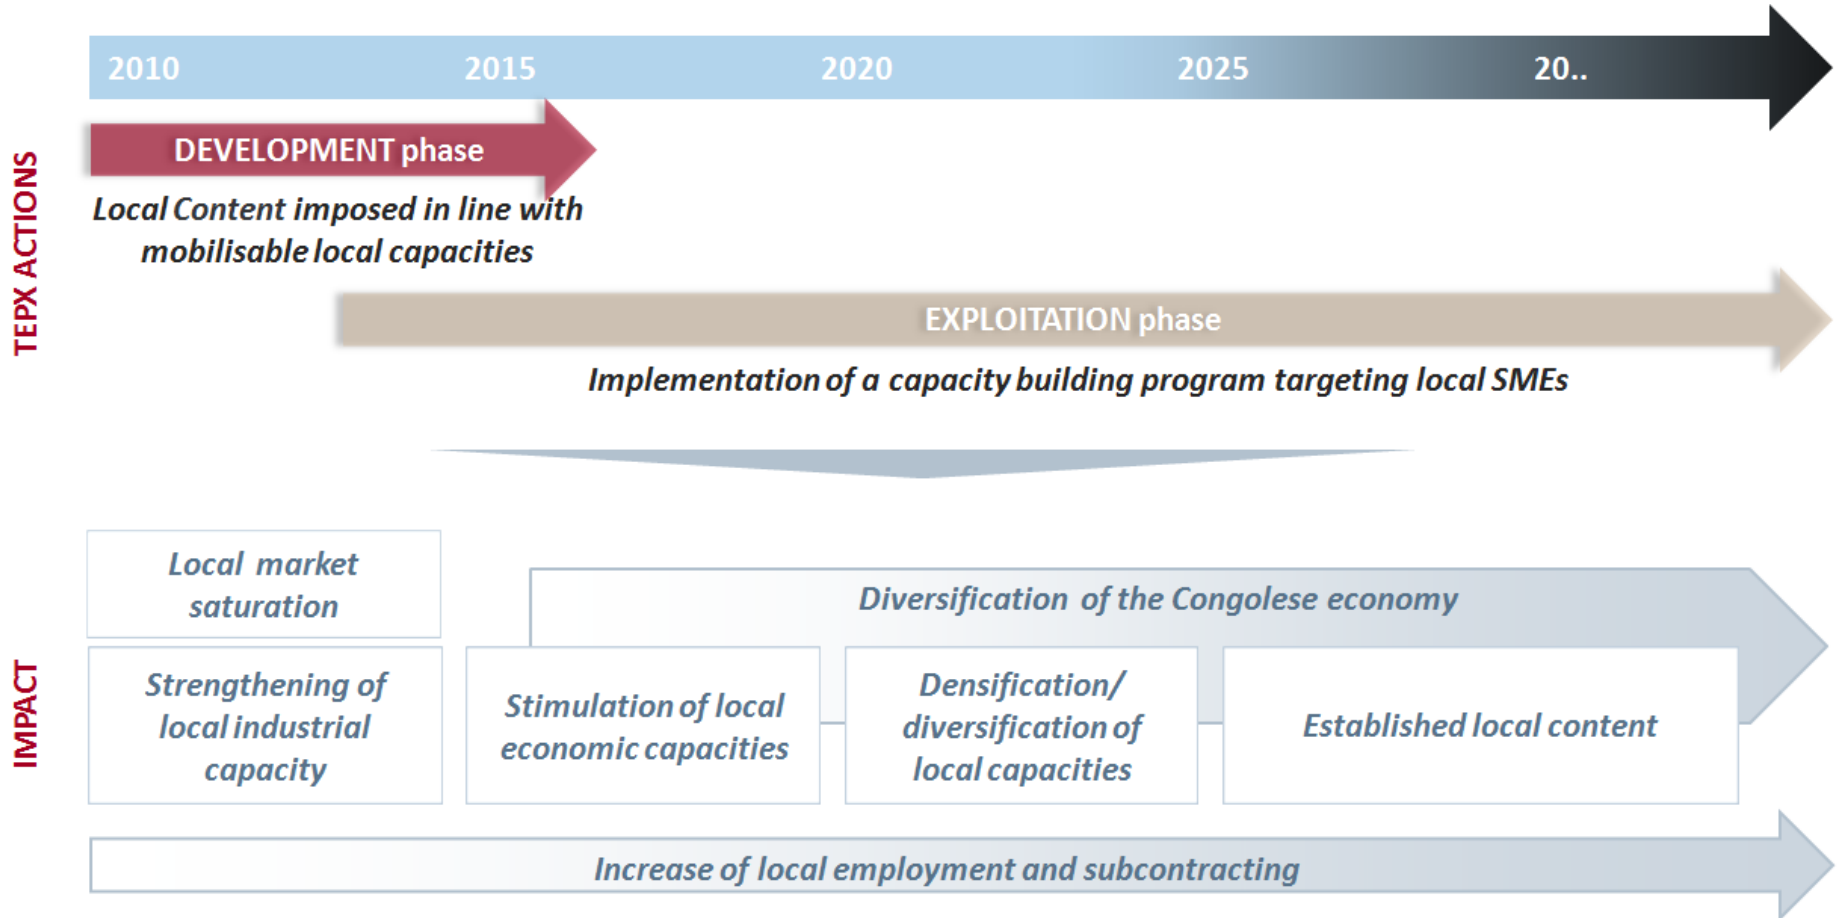 2010 2015 2020 2025 20..
TEPX ACTIONS
DEVELOPMENT phase
Local Content imposed in line with
mobilisable local capacities
EXPLOITATION phase
Implementation of a capacity building program targeting local SMEs
IMPACT
Local market
saturation
Diversification of the Congolese economy
Strengthening of
local industrial
capacity
Stimulation of local
economic capacities
Densification/
diversification of
local capacities
Established local content
Increase of local employment and subcontracting